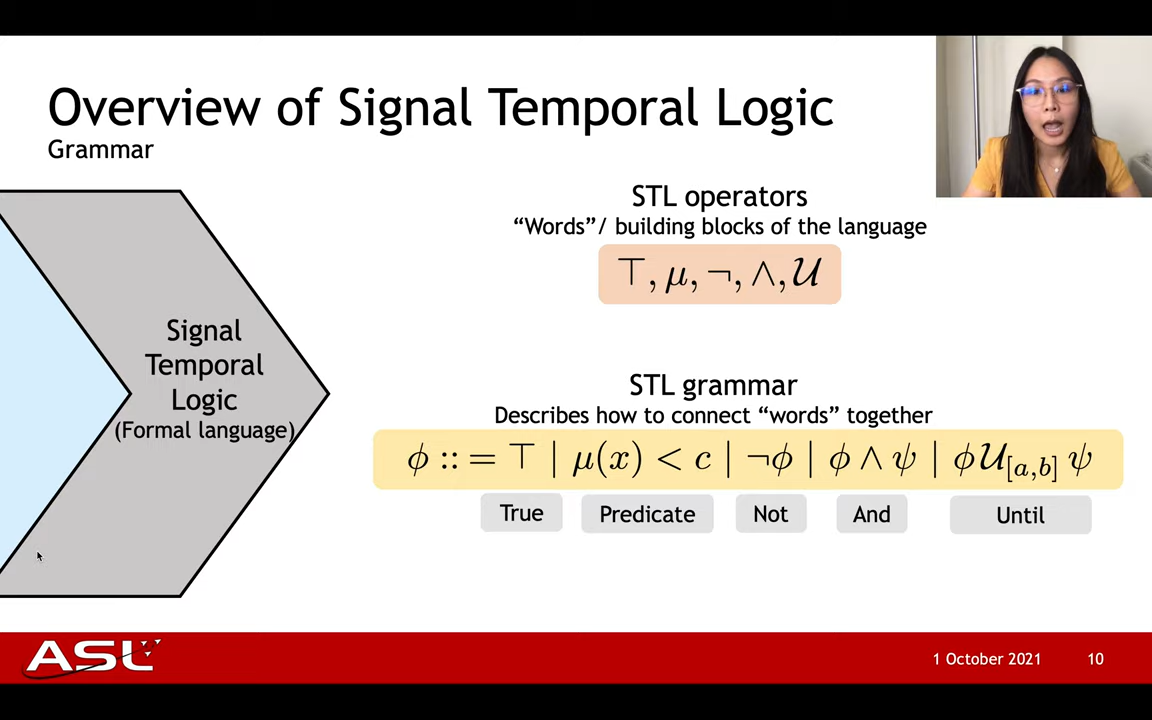 Overview of Signal Temporal Logic
Grammar
STL operators
“Words”/ building blocks of the language
⊤, μ, ¬, ∧, 𝒰
Signal
Temporal
Logic
(Formal language)
STL grammar
Describes how to connect “words” together
ϕ ::= ⊤ | μ(x) < c | ¬ϕ | ϕ ∧ ψ | ϕ 𝒰[a,b] ψ
True Predicate Not And Until
ASL 1 October 2021 10